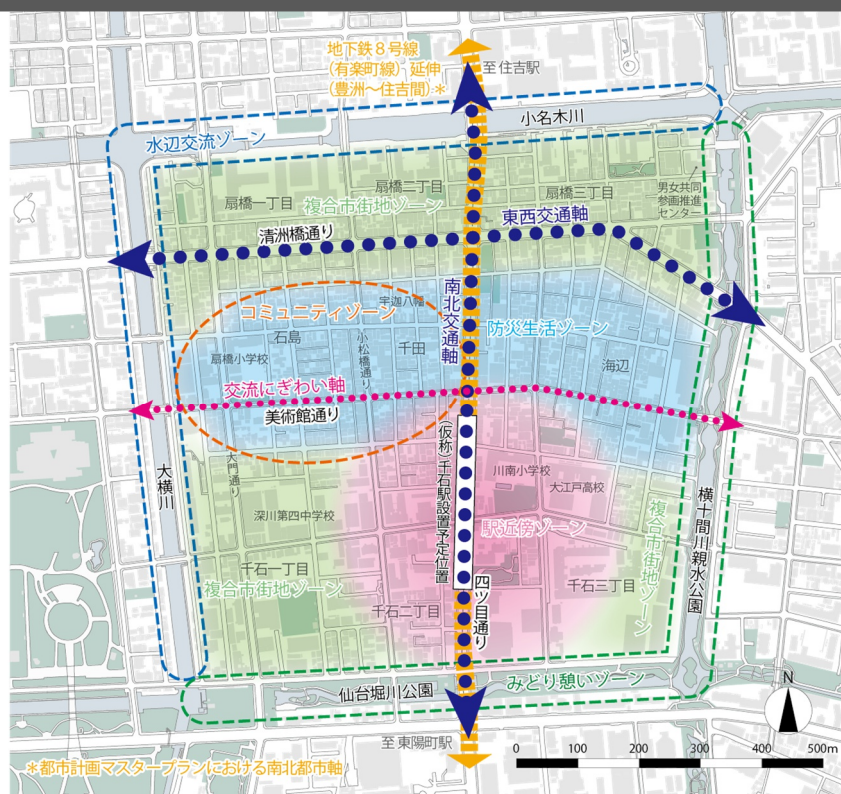 地下鉄８号線
(有楽町線) 延伸
(豊洲～住吉間)＊
至 住吉駅
小名木川
水辺交流ゾーン
扇橋一丁目
扇橋二丁目
扇橋三丁目
男女共同
参画推進
センター
複合市街地ゾーン
東西交通軸
清洲橋通り
南北交通軸
コミュニティゾーン
宇迦八幡
防災生活ゾーン
石島
小松橋通り
千田
扇橋小学校
海辺
交流にぎわい軸
美術館通り
大横川
大門通り
(仮称)千石駅設置予定位置
川南小学校
大江戸高校
横十間川親水公園
深川第四中学校
駅近傍ゾーン
複合市街地ゾーン
千石一丁目
複合市街地ゾーン
千石二丁目
四ツ目通り
千石三丁目
みどり憩いゾーン
仙台堀川公園
至 東陽町駅
N
0 100 200 300 400 500m
＊都市計画マスタープランにおける南北都市軸